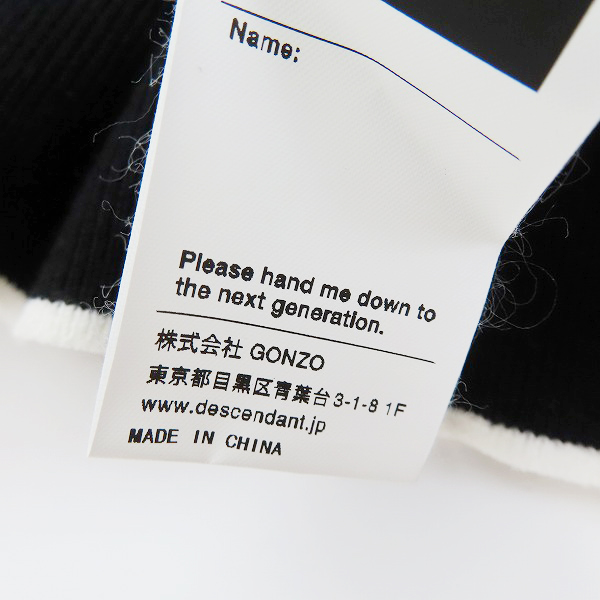 Name:
Please hand me down to
the next generation.
株式会社 GONZO
東京都目黒区青葉台3-1-8 1F
www.descendant.jp
MADE IN CHINA